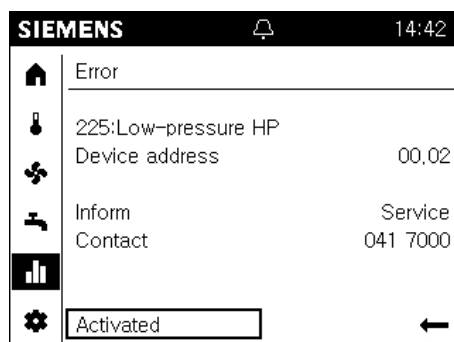 SIEMENS 14:42
Error
225:Low-pressure HP
Device address 00,02
Inform Service
Contact 041 7000
Activated